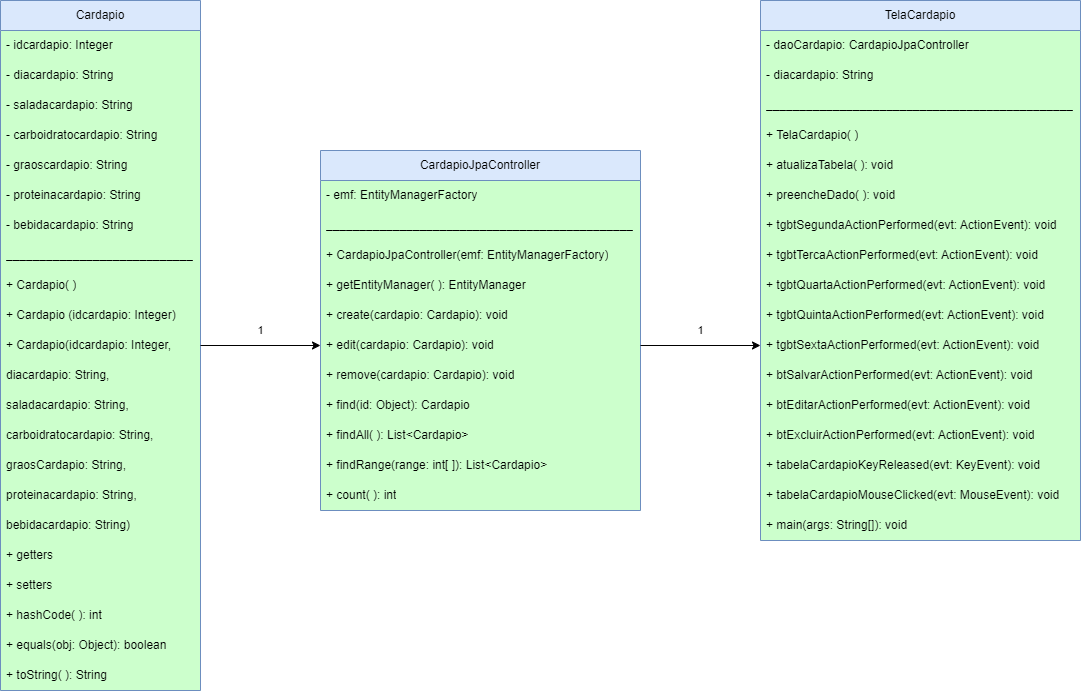 Cardapio
- idcardapio: Integer
- diacardapio: String
- saladacardapio: String
- carboidratocardapio: String
- graoscardapio: String
- proteinacardapio: String
- bebidacardapio: String
+ Cardapio( )
+ Cardapio (idcardapio: Integer)
+ Cardapio(idcardapio: Integer,
diacardapio: String,
saladacardapio: String,
carboidratocardapio: String,
graosCardapio: String,
proteinacardapio: String,
bebidacardapio: String)
+ getters
+ setters
+ hashCode( ): int
+ equals(obj: Object): boolean
+ toString( ): String
1
CardapioJpaController
- emf: EntityManagerFactory
+ CardapioJpaController(emf: EntityManagerFactory)
+ getEntityManager( ): EntityManager
+ create(cardapio: Cardapio): void
+ edit(cardapio: Cardapio): void
+ remove(cardapio: Cardapio): void
+ find(id: Object): Cardapio
+ findAll( ): List<Cardapio>
+ findRange(range: int[ ]): List<Cardapio>
+ count( ): int
1
TelaCardapio
- daoCardapio: CardapioJpaController
- diacardapio: String
+ TelaCardapio( )
+ atualizaTabela( ): void
+ preencheDado( ): void
+ tgbtSegundaActionPerformed(evt: ActionEvent): void
+ tgbtTercaActionPerformed(evt: ActionEvent): void
+ tgbtQuartaActionPerformed(evt: ActionEvent): void
+ tgbtQuintaActionPerformed(evt: ActionEvent): void
+ tgbtSextaActionPerformed(evt: ActionEvent): void
+ btSalvarActionPerformed(evt: ActionEvent): void
+ btEditarActionPerformed(evt: ActionEvent): void
+ btExcluirActionPerformed(evt: ActionEvent): void
+ tabelaCardapioKeyReleased(evt: KeyEvent): void
+ tabelaCardapioMouseClicked(evt: MouseEvent): void
+ main(args: String[]): void